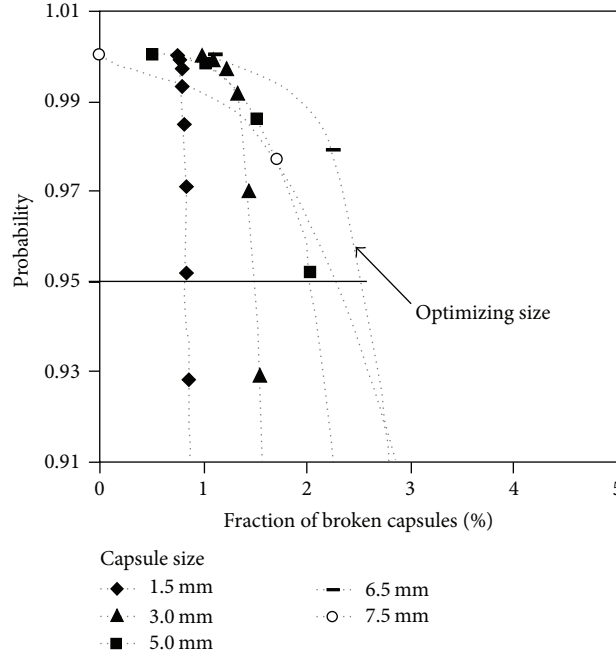 1.01
0.99
0.97
0.95
0.93
0.91
Probability
Optimizing size
0 1 2 3 4 5
Fraction of broken capsules (%)
Capsule size
1.5 mm
3.0 mm
5.0 mm
6.5 mm
7.5 mm